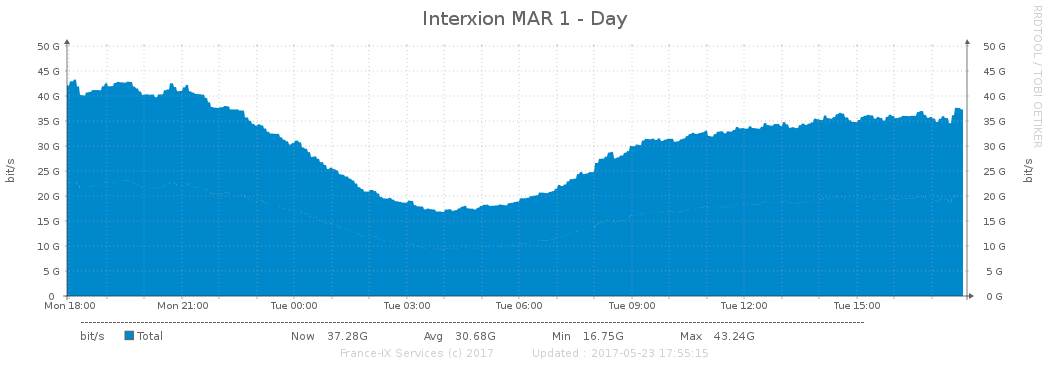 Interxion MAR 1 - Day
RRDTOOL / TOBI OETIKER
50 G 50 G
45 G 45 G
40 G 40 G
35 G 35 G
30 G 30 G
25 G 25 G
20 G 20 G
15 G 15 G
10 G 10 G
5 G 5 G
0 0 G
bit/s bit/s
Mon 18:00 Mon 21:00 Tue 00:00 Tue 03:00 Tue 06:00 Tue 09:00 Tue 12:00 Tue 15:00
bit/s Total Now 37.28G Avg 30.68G Min 16.75G Max 43.24G
France-IX Services (c) 2017 Updated : 2017-05-23 17:55:15